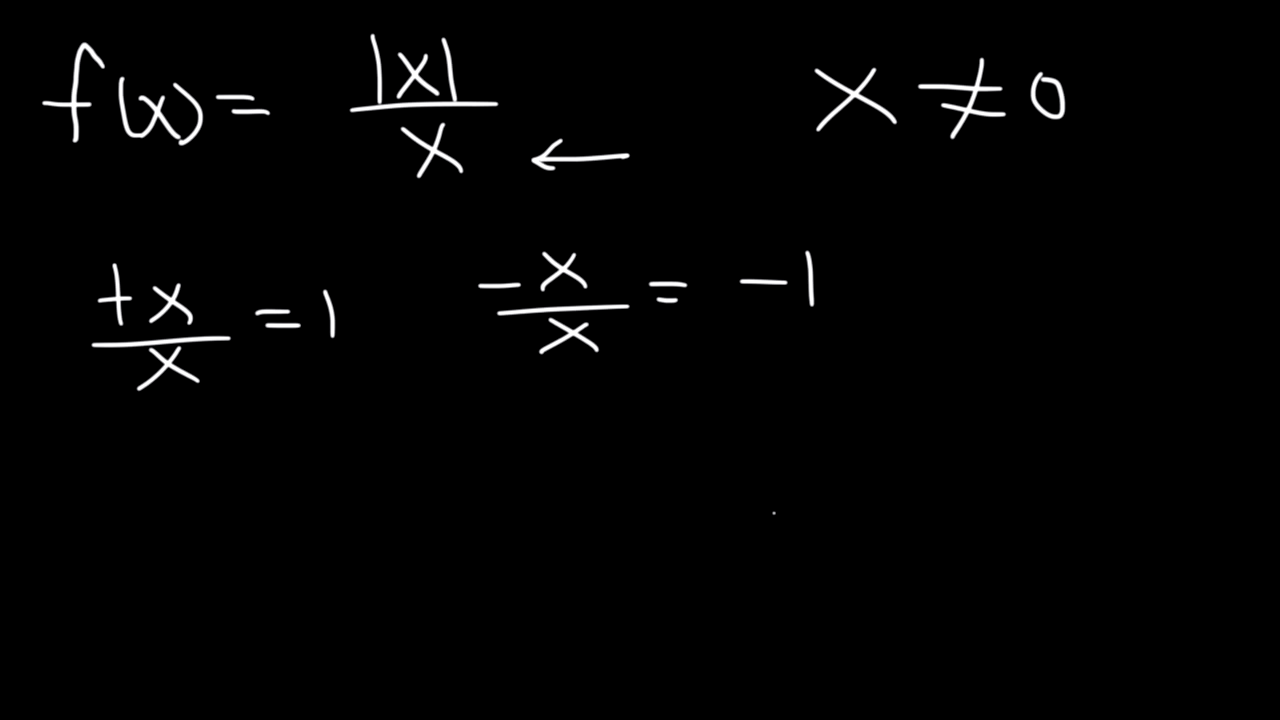 f(x) = |x|/x ← x ≠ 0
+x/x = 1 -x/x = -1